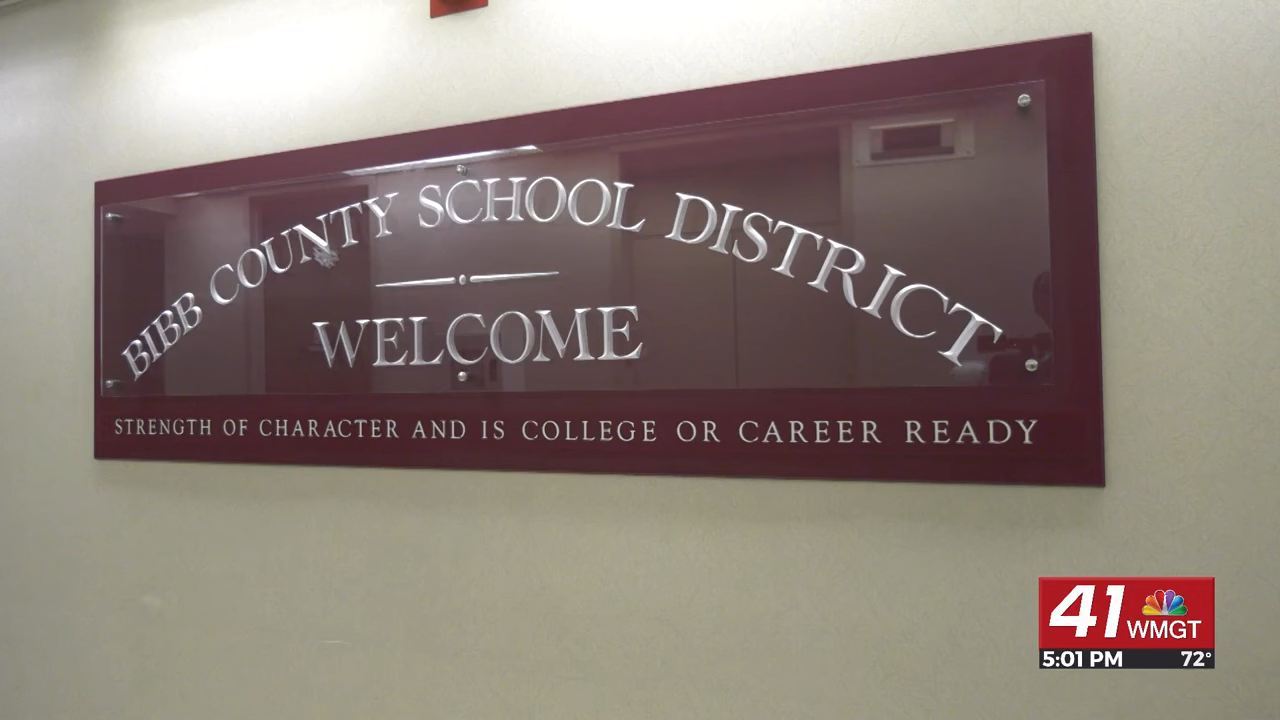 BIBB COUNTY SCHOOL DISTRICT
WELCOME
STRENGTH OF CHARACTER AND IS COLLEGE OR CAREER READY
41 WMGT
5:01 PM 72°